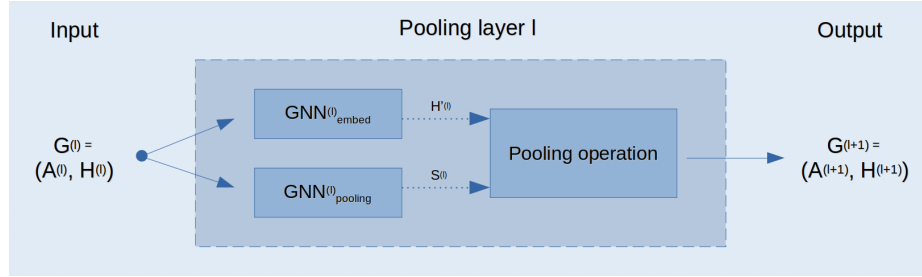 Input
Pooling layer l
Output
G(l) =
(A(l), H(l))
GNN(l)embed
H'(l)
GNN(l)pooling
S(l)
Pooling operation
G(l+1) =
(A(l+1), H(l+1))